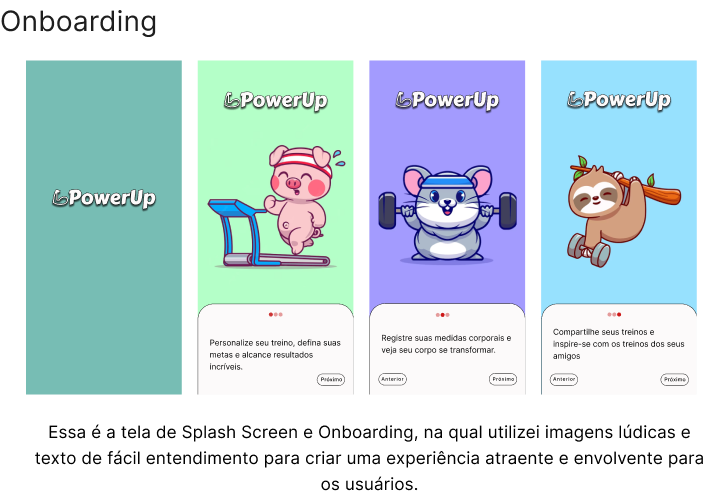 Onboarding
PowerUp
PowerUp
Personalize seu treino, defina suas
metas e alcance resultados
incríveis.
Próximo
PowerUp
Registre suas medidas corporais e
veja seu corpo se transformar.
Anterior
Próximo
PowerUp
Compartilhe seus treinos e
inspire-se com os treinos dos seus
amigos
Anterior
Próximo
Essa é a tela de Splash Screen e Onboarding, na qual utilizei imagens lúdicas e
texto de fácil entendimento para criar uma experiência atraente e envolvente para
os usuários.